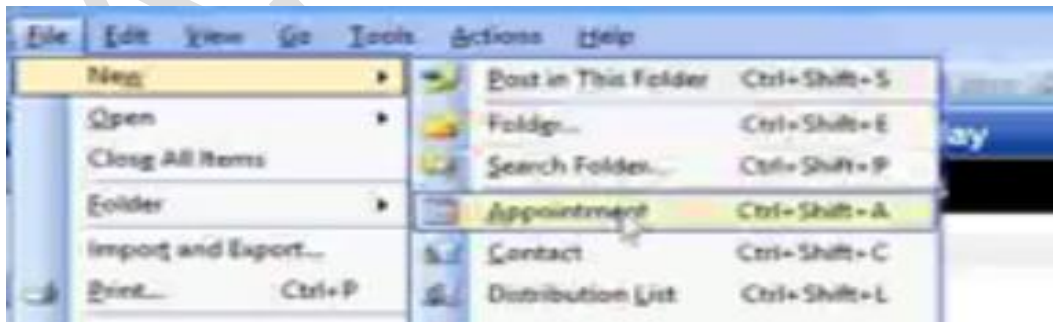 File Edit View Go Tools Actions Help
New
Open
Close All Items
Folder
Import and Export...
Print... Ctrl+P
Post in This Folder Ctrl+Shift+S
Folder... Ctrl+Shift+E
Search Folder... Ctrl+Shift+P
Appointment Ctrl+Shift+A
Contact Ctrl+Shift+C
Distribution List Ctrl+Shift+L
ay